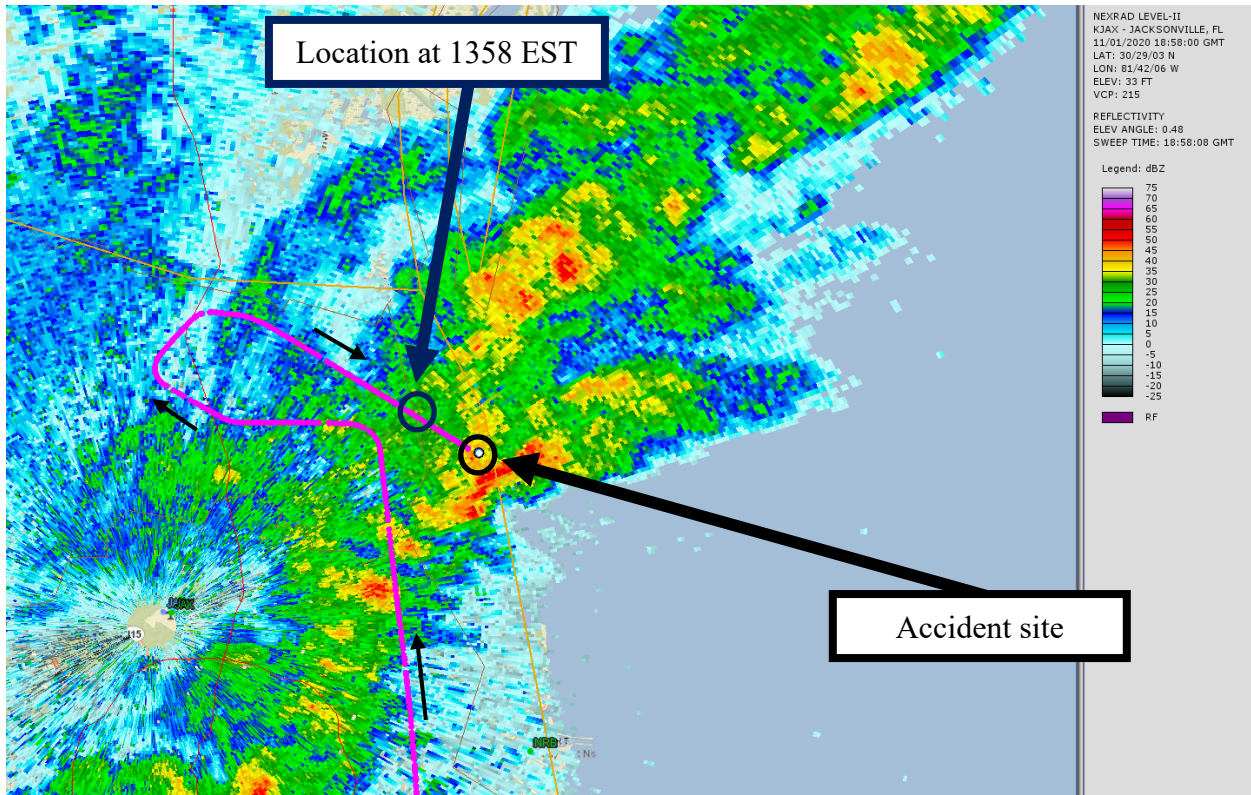 Location at 1358 EST
Accident site
JAX
115
NRB
NEXRAD LEVEL-II
KJAX - JACKSONVILLE, FL
11/01/2020 18:58:00 GMT
LAT: 30/29/03 N
LON: 81/42/06 W
ELEV: 33 FT
VCP: 215
REFLECTIVITY
ELEV ANGLE: 0.48
SWEEP TIME: 18:58:08 GMT
Legend: dBZ
75
70
65
60
55
50
45
40
35
30
25
20
15
10
5
0
-5
-10
-15
-20
-25
RF